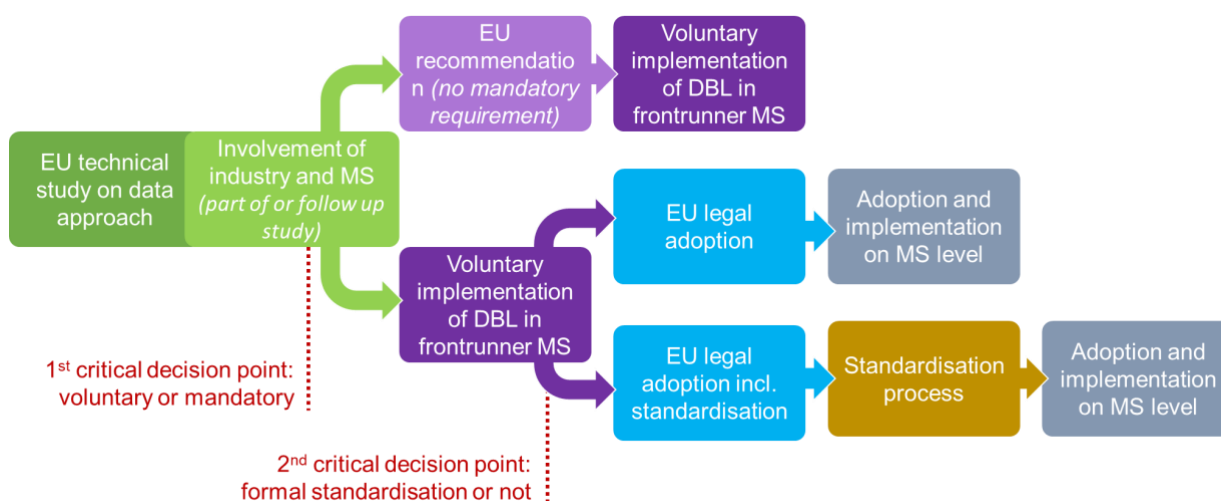 EU
recommendatio
n (no mandatory
requirement)
Voluntary
implementation
of DBL in
frontrunner MS
EU technical
study on data
approach
Involvement of
industry and MS
(part of or follow up
study)
EU legal
adoption
Adoption and
implementation
on MS level
Voluntary
implementation
of DBL in
frontrunner MS
EU legal
adoption incl.
standardisation
Standardisation
process
Adoption and
implementation
on MS level
1st critical decision point:
voluntary or mandatory
2nd critical decision point:
formal standardisation or not